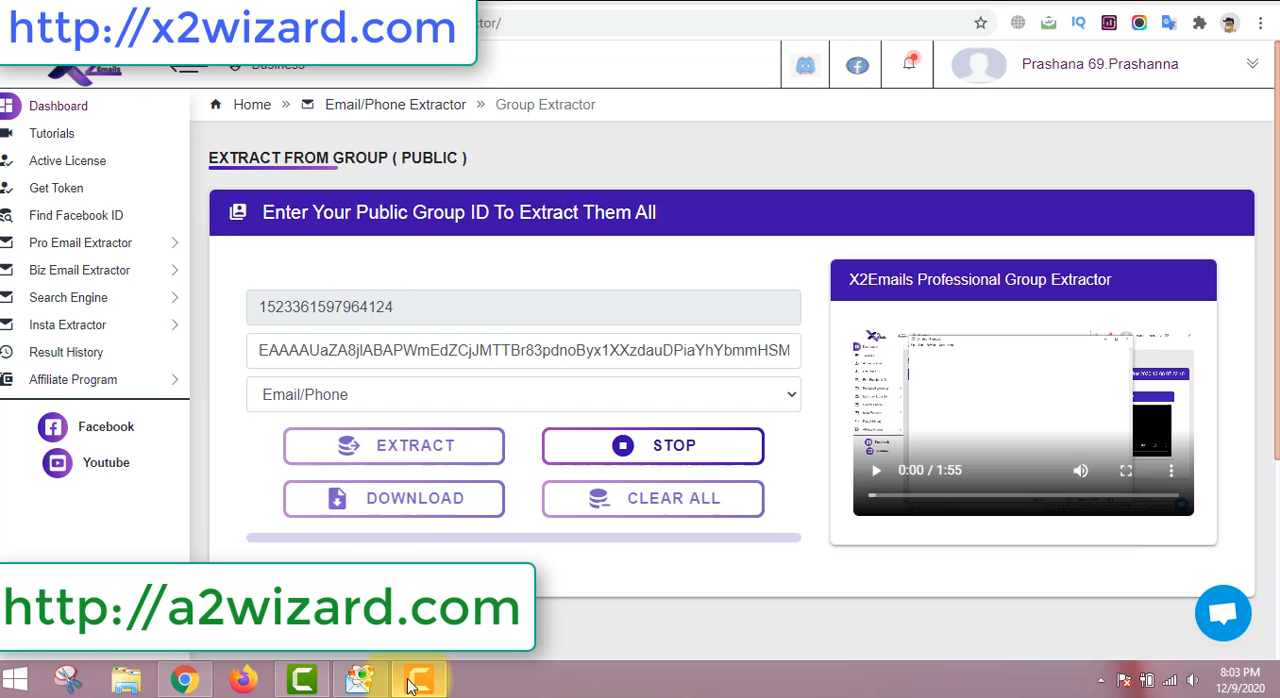 http://x2wizard.com
tor/
IQ
Emails
Business
Prashana 69.Prashanna
Dashboard
Tutorials
Active License
Get Token
Find Facebook ID
Pro Email Extractor
Biz Email Extractor
Search Engine
Insta Extractor
Result History
Affiliate Program
Facebook
Youtube
Home » Email/Phone Extractor » Group Extractor
EXTRACT FROM GROUP ( PUBLIC )
Enter Your Public Group ID To Extract Them All
1523361597964124
EAAAAUaZA8jlABAPWmEdZCjJMTTBr83pdnoByx1XXzdauDPiaYhYbmmHSM
Email/Phone
EXTRACT
STOP
DOWNLOAD
CLEAR ALL
X2Emails Professional Group Extractor
0:00 / 1:55
http://a2wizard.com
8:03 PM
12/9/2020